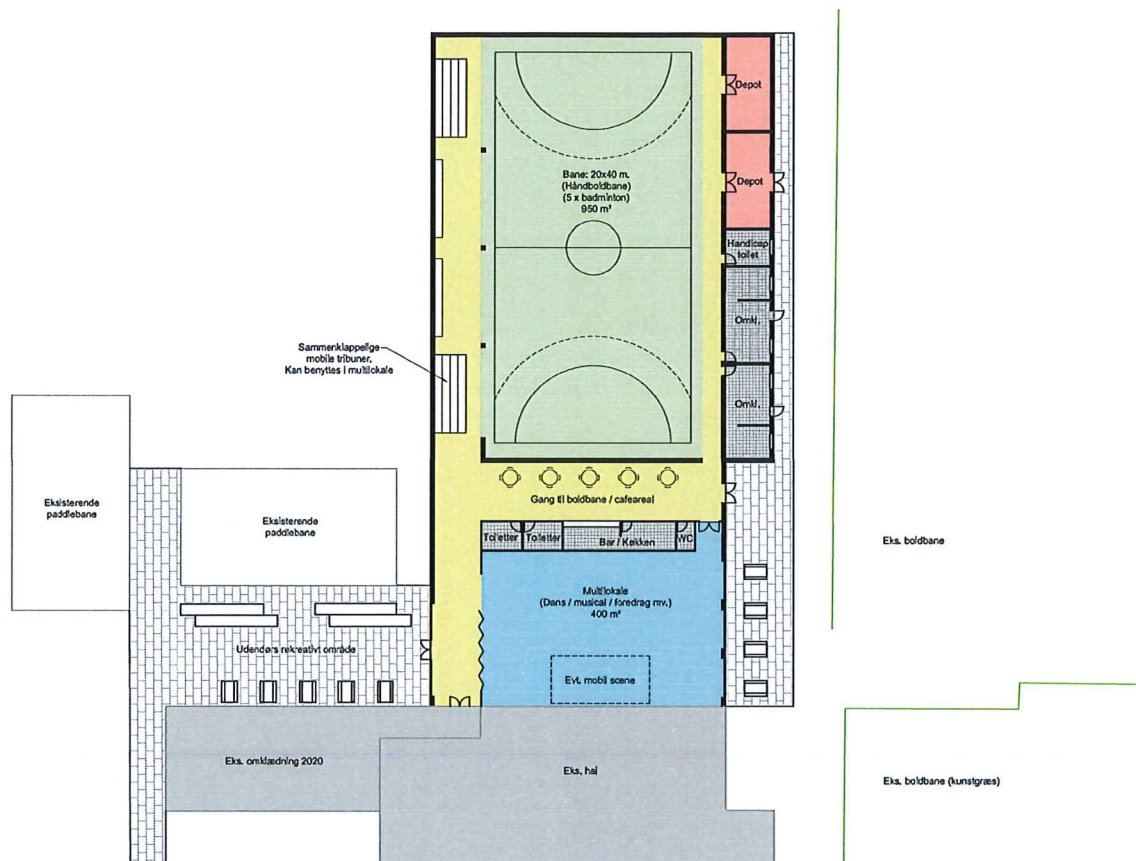 Depot
Bane: 20x40 m.
(Håndboldbane)
(5 x badminton)
950 m²
Depot
Handicap
toilet
Omkl.
Sammenklappelige
mobile tribuner.
Kan benyttes i multilokale
Omkl.
Gang til boldbane / cafeareal
Eksisterende
paddlebane
Eksisterende
paddlebane
Toiletter
Toiletter
Bar / Køkken
WC
Eks. boldbane
Multilokale
(Dans / musical / foredrag mv.)
400 m²
Udendørs rekreativt område
Evt. mobil scene
Eks. omklædning 2020
Eks. hal
Eks. boldbane (kunstgræs)